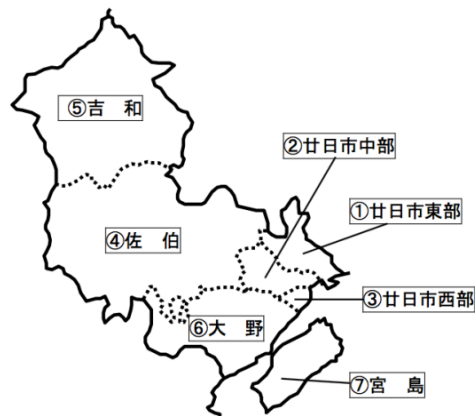 ⑤吉 和
②廿日市中部
①廿日市東部
④佐 伯
③廿日市西部
⑥大 野
⑦宮 島